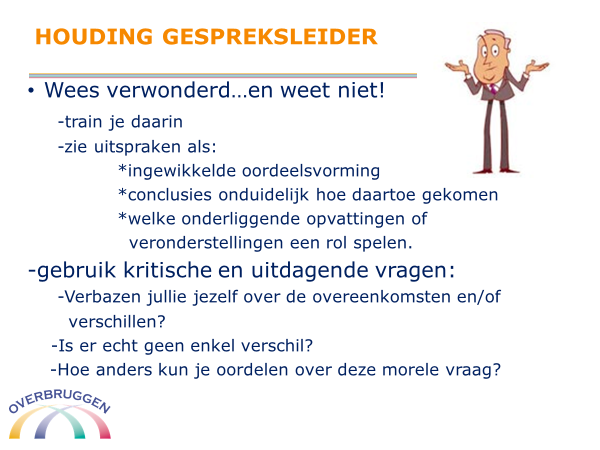 HOUDING GESPREKSLEIDER
• Wees verwonderd…en weet niet!
-train je daarin
-zie uitspraken als:
*ingewikkelde oordeelsvorming
*conclusies onduidelijk hoe daartoe gekomen
*welke onderliggende opvattingen of
veronderstellingen een rol spelen.
-gebruik kritische en uitdagende vragen:
-Verbazen jullie jezelf over de overeenkomsten en/of
verschillen?
-Is er echt geen enkel verschil?
-Hoe anders kun je oordelen over deze morele vraag?
OVERBRUGGEN